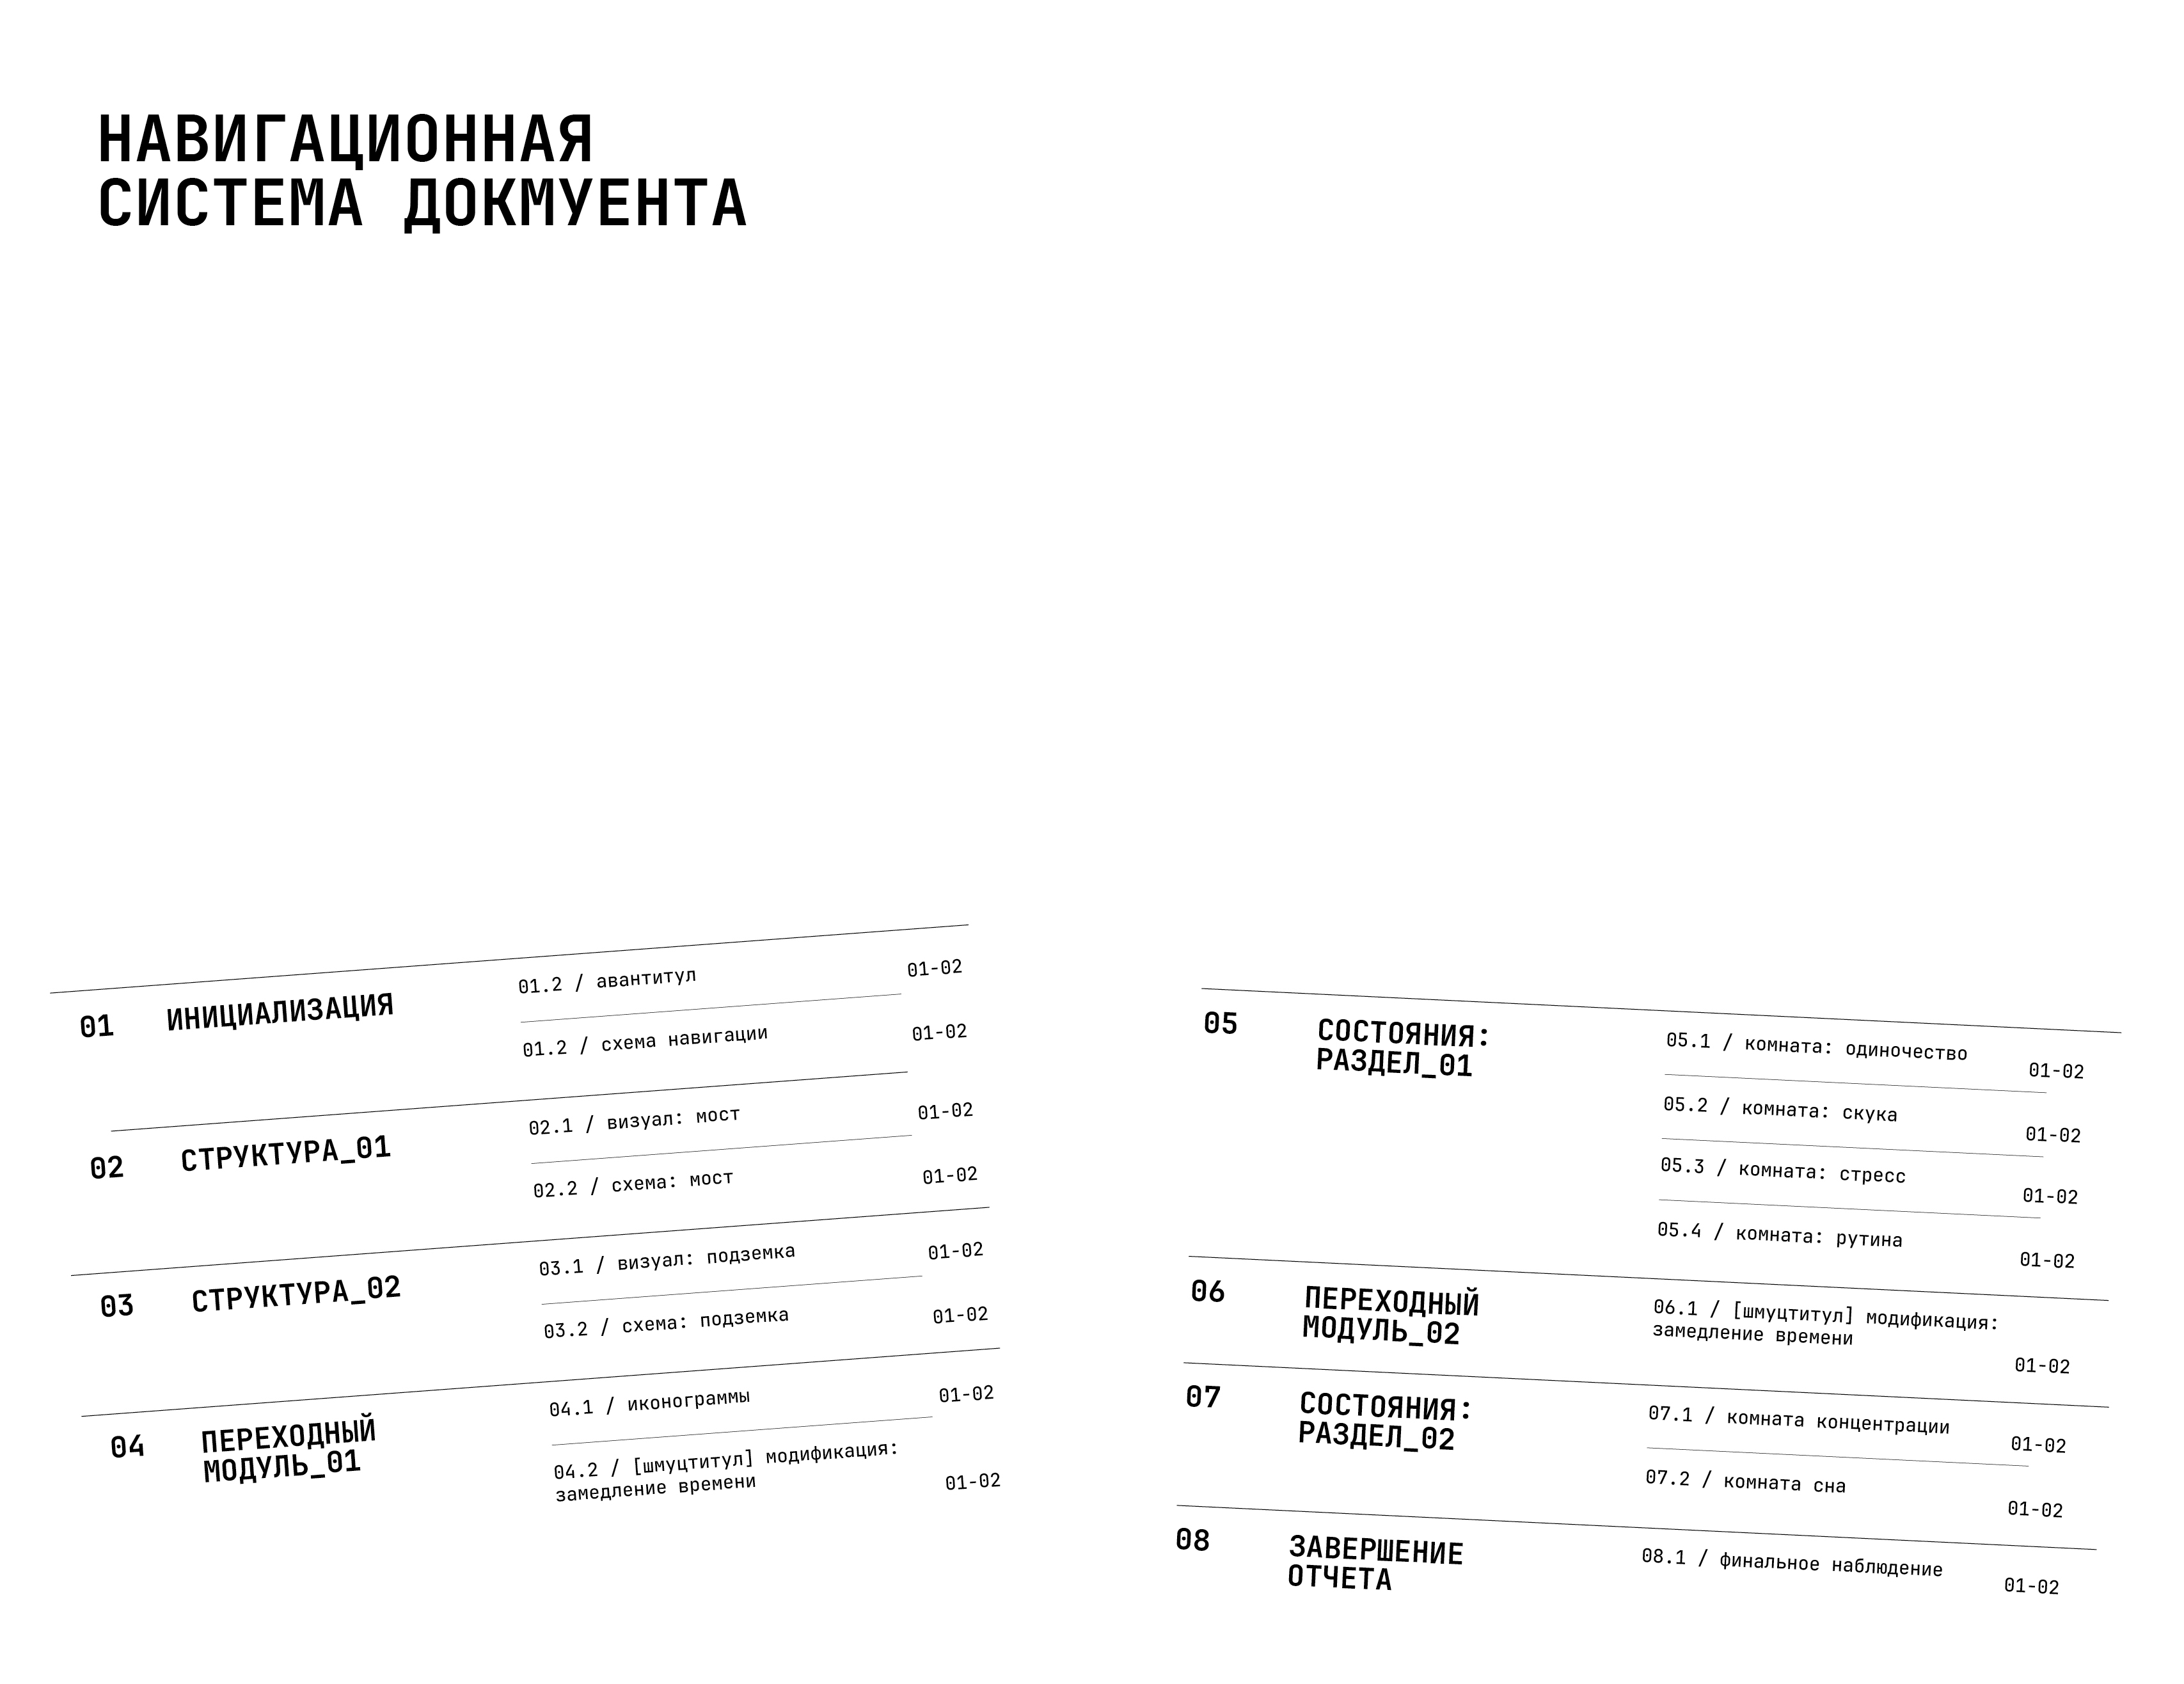 НАВИГАЦИОННАЯ
СИСТЕМА ДОКМУЕНТА
01 ИНИЦИАЛИЗАЦИЯ
01.2 / авантитул 01-02
01.2 / схема навигации 01-02
02 СТРУКТУРА_01
02.1 / визуал: мост 01-02
02.2 / схема: мост 01-02
03 СТРУКТУРА_02
03.1 / визуал: подземка 01-02
03.2 / схема: подземка 01-02
04 ПЕРЕХОДНЫЙ
МОДУЛЬ_01
04.1 / иконограммы 01-02
04.2 / [шмуцтитул] модификация:
замедление времени 01-02
05 СОСТОЯНИЯ:
РАЗДЕЛ_01
05.1 / комната: одиночество 01-02
05.2 / комната: скука 01-02
05.3 / комната: стресс 01-02
05.4 / комната: рутина 01-02
06 ПЕРЕХОДНЫЙ
МОДУЛЬ_02
06.1 / [шмуцтитул] модификация:
замедление времени 01-02
07 СОСТОЯНИЯ:
РАЗДЕЛ_02
07.1 / комната концентрации 01-02
07.2 / комната сна 01-02
08 ЗАВЕРШЕНИЕ
ОТЧЕТА
08.1 / финальное наблюдение 01-02